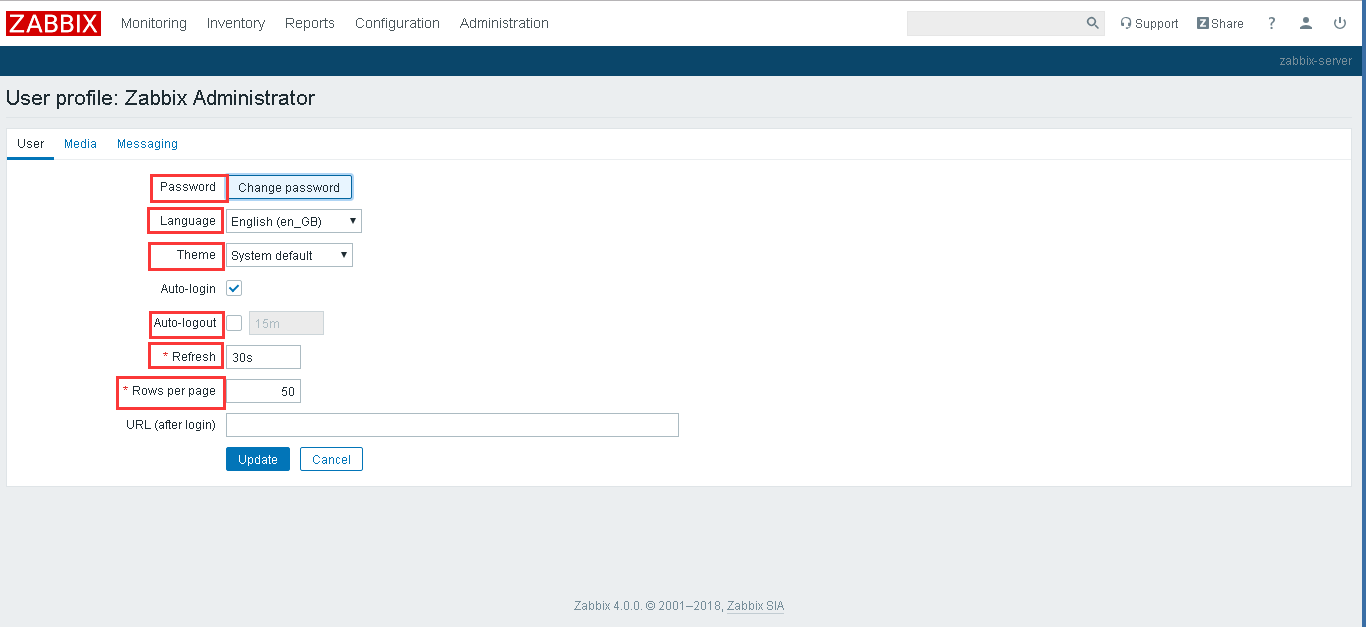 ZABBIX Monitoring Inventory Reports Configuration Administration Support Z Share ?
zabbix-server
User profile: Zabbix Administrator
User Media Messaging
Password Change password
Language English (en_GB)
Theme System default
Auto-login
Auto-logout 15m
* Refresh 30s
* Rows per page 50
URL (after login)
Update Cancel
Zabbix 4.0.0. © 2001–2018, Zabbix SIA